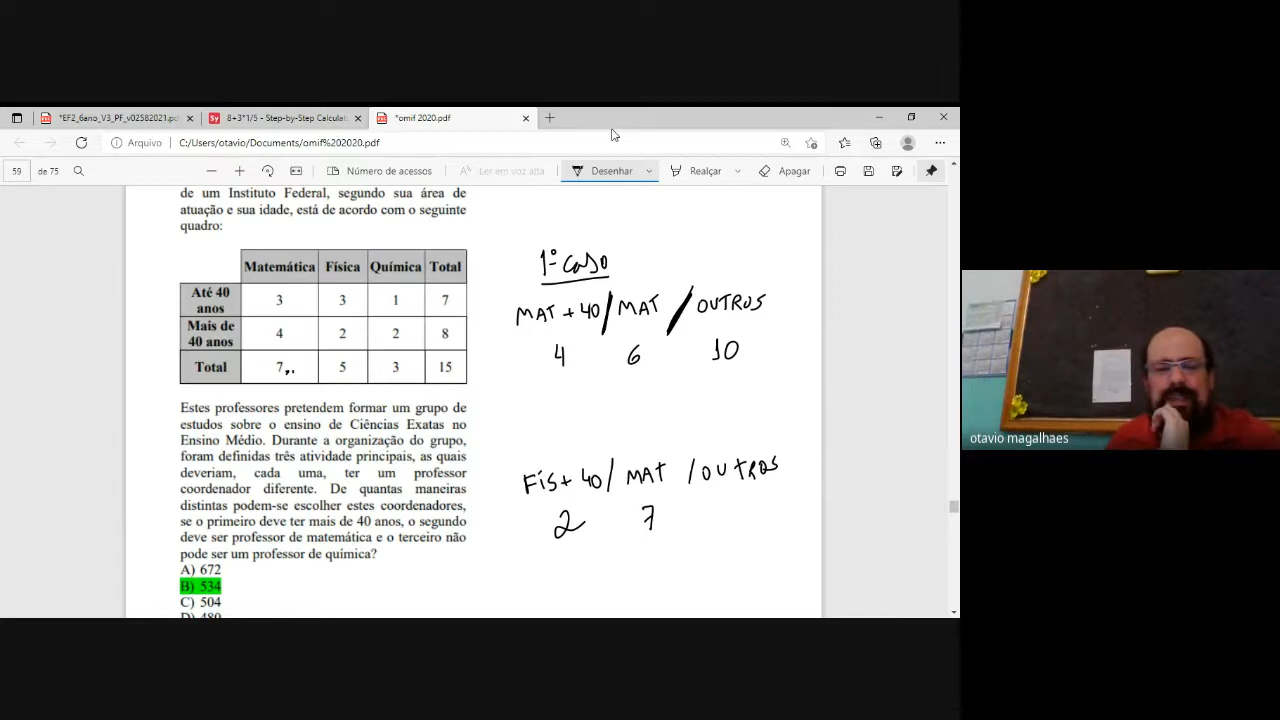 *EF2_6ano_V3_PF_v02582021.pd
8+3*1/5 - Step-by-Step Calculat
*omif 2020.pdf
Arquivo
C:/Users/otavio/Documents/omif%202020.pdf
59 de 75
Número de acessos
Ler em voz alta
Desenhar
Realçar
Apagar
de um Instituto Federal, segundo sua área de
atuação e sua idade, está de acordo com o seguinte
quadro:
Matemática Física Química Total
Até 40 anos 3 3 1 7
Mais de 40 anos 4 2 2 8
Total 7 5 3 15
Estes professores pretendem formar um grupo de
estudos sobre o ensino de Ciências Exatas no
Ensino Médio. Durante a organização do grupo,
foram definidas três atividade principais, as quais
deveriam, cada uma, ter um professor
coordenador diferente. De quantas maneiras
distintas podem-se escolher estes coordenadores,
se o primeiro deve ter mais de 40 anos, o segundo
deve ser professor de matemática e o terceiro não
pode ser um professor de química?
A) 672
B) 534
C) 504
D) 480
1º caso
MAT + 40 / MAT / OUTROS
4 6 10
FÍS + 40 / MAT / OUTROS
2 7
otavio magalhaes